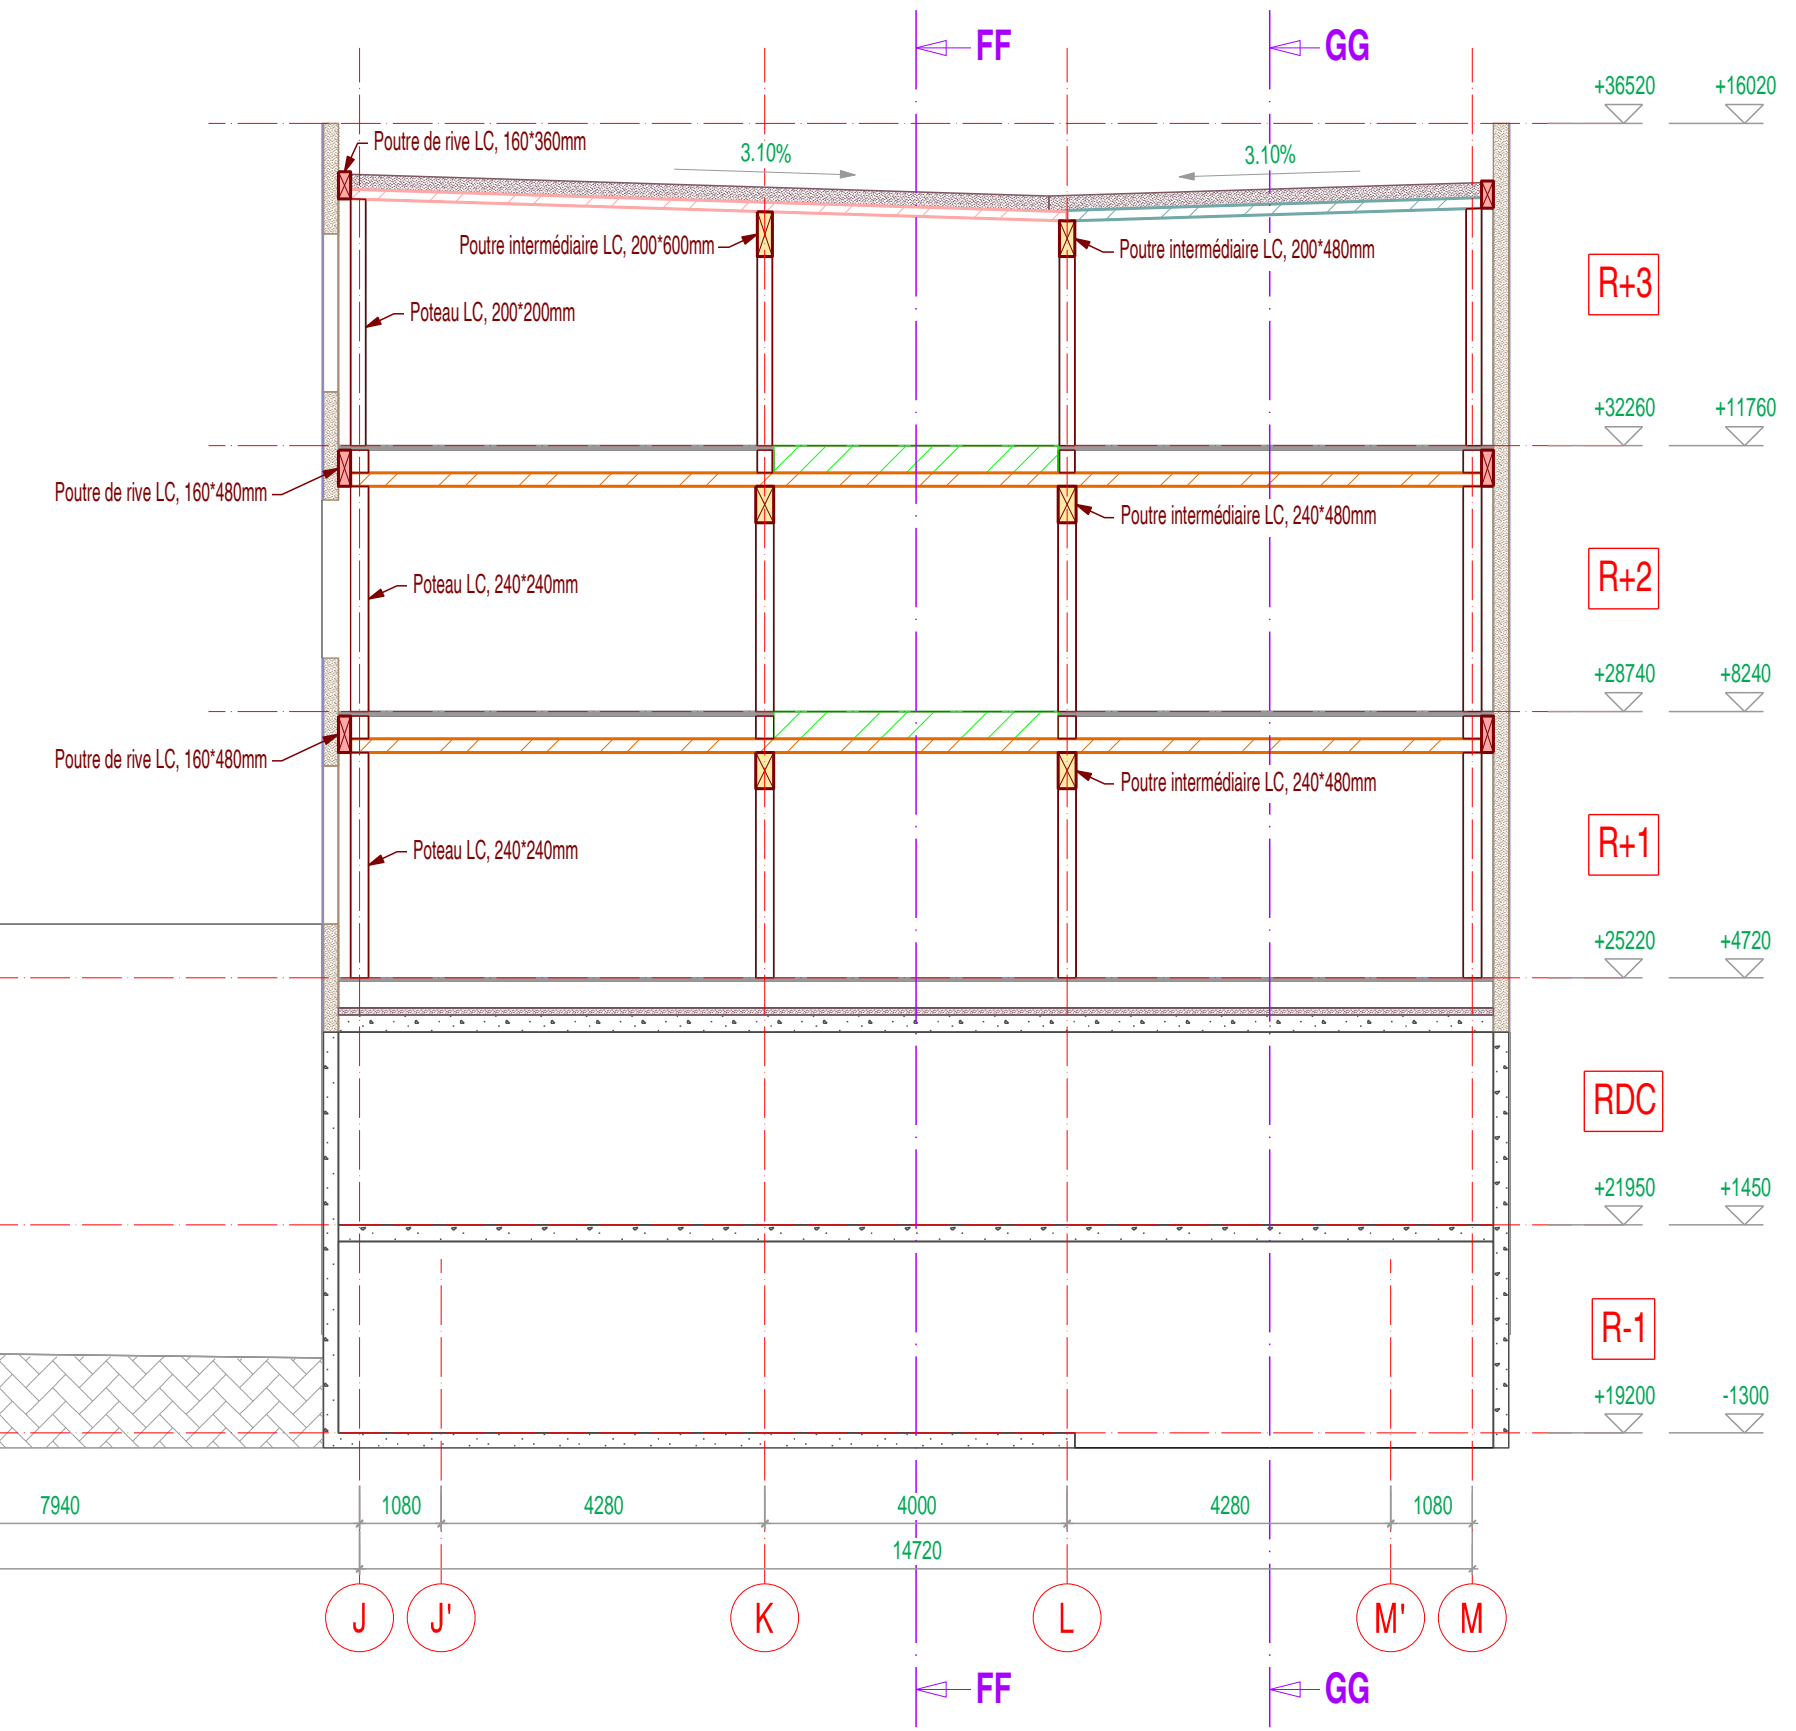 FF
GG
+36520
+16020
Poutre de rive LC, 160*360mm
3.10%
3.10%
Poutre intermédiaire LC, 200*600mm
Poutre intermédiaire LC, 200*480mm
R+3
Poteau LC, 200*200mm
+32260
+11760
Poutre de rive LC, 160*480mm
Poutre intermédiaire LC, 240*480mm
R+2
Poteau LC, 240*240mm
+28740
+8240
Poutre de rive LC, 160*480mm
Poutre intermédiaire LC, 240*480mm
R+1
Poteau LC, 240*240mm
+25220
+4720
RDC
+21950
+1450
R-1
+19200
-1300
7940
1080
4280
4000
4280
1080
14720
J
J'
K
L
M'
M
FF
GG